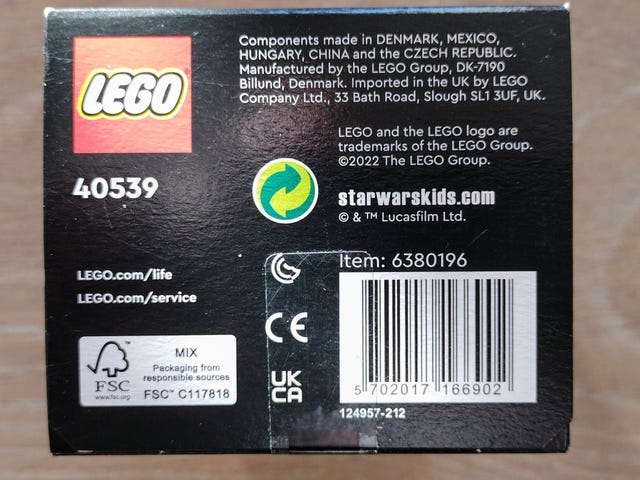 LEGO
40539
LEGO.com/life
LEGO.com/service
FSC
www.fsc.org
MIX
Packaging from
responsible sources
FSC™ C117818
Components made in DENMARK, MEXICO,
HUNGARY, CHINA and the CZECH REPUBLIC.
Manufactured by the LEGO Group, DK-7190
Billund, Denmark. Imported in the UK by LEGO
Company Ltd., 33 Bath Road, Slough SL1 3UF, UK.
LEGO and the LEGO logo are
trademarks of the LEGO Group.
©2022 The LEGO Group.
starwarskids.com
© & ™ Lucasfilm Ltd.
CE
UK
CA
Item: 6380196
5 702017 166902
124957-212